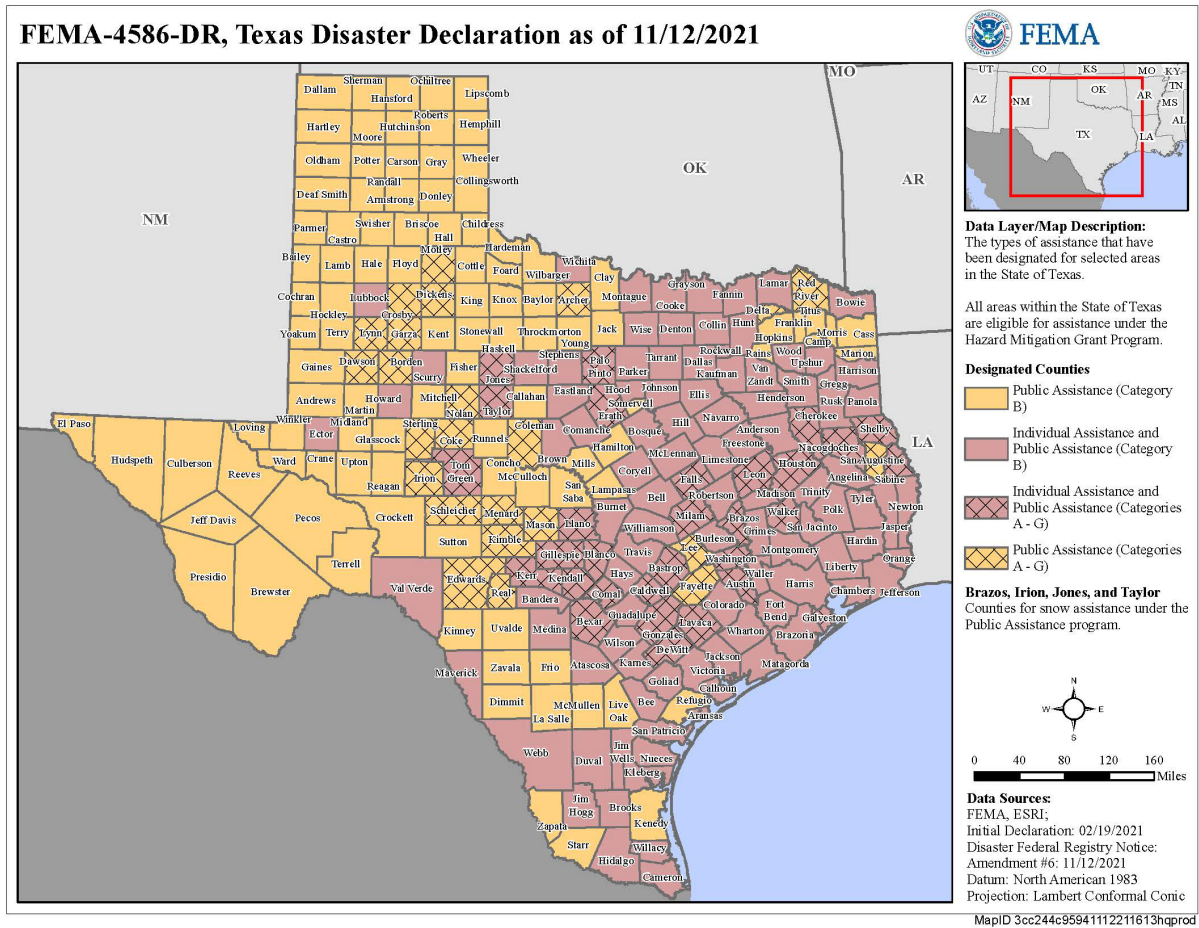 FEMA-4586-DR, Texas Disaster Declaration as of 11/12/2021
FEMA
MO
OK
AR
NM
LA
Dallam
Sherman
Hansford
Ochiltree
Lipscomb
Hartley
Moore
Hutchinson
Roberts
Hemphill
Oldham
Potter
Carson
Gray
Wheeler
Deaf Smith
Randall
Armstrong
Donley
Collingsworth
Parmer
Castro
Swisher
Briscoe
Hall
Childress
Hardeman
Bailey
Lamb
Hale
Floyd
Motley
Cottle
Foard
Wilbarger
Wichita
Clay
Montague
Cooke
Grayson
Fannin
Lamar
Red
River
Bowie
Cochran
Hockley
Lubbock
Crosby
Dickens
King
Knox
Baylor
Archer
Delta
Titus
Yoakum
Terry
Lynn
Garza
Kent
Stonewall
Haskell
Throckmorton
Young
Jack
Wise
Denton
Collin
Hunt
Hopkins
Franklin
Camp
Morris
Cass
Gaines
Dawson
Borden
Scurry
Fisher
Jones
Shackelford
Stephens
Palo
Pinto
Parker
Tarrant
Dallas
Rockwall
Kaufman
Rains
Wood
Upshur
Marion
Harrison
Andrews
Martin
Howard
Mitchell
Nolan
Taylor
Callahan
Eastland
Erath
Hood
Somervell
Johnson
Ellis
Van
Zandt
Smith
Gregg
Henderson
Rusk
Panola
El Paso
Hudspeth
Culberson
Reeves
Loving
Winkler
Ector
Midland
Glasscock
Sterling
Coke
Runnels
Coleman
Brown
Comanche
Hamilton
Bosque
Hill
Navarro
Anderson
Cherokee
Shelby
Ward
Crane
Upton
Reagan
Irion
Tom
Green
Concho
McCulloch
Mills
Coryell
McLennan
Limestone
Freestone
Leon
Houston
Nacogdoches
San Augustine
Sabine
Angelina
Jeff Davis
Pecos
Crockett
Schleicher
Menard
San
Saba
Lampasas
Bell
Falls
Robertson
Madison
Trinity
Polk
Tyler
Newton
Jasper
Presidio
Brewster
Terrell
Sutton
Kimble
Mason
Llano
Burnet
Williamson
Milam
Brazos
Grimes
Walker
San Jacinto
Hardin
Orange
Val Verde
Edwards
Real
Kerr
Gillespie
Blanco
Kendall
Bandera
Travis
Hays
Comal
Bastrop
Caldwell
Lee
Burleson
Washington
Fayette
Austin
Waller
Montgomery
Liberty
Harris
Chambers
Jefferson
Kinney
Uvalde
Medina
Bexar
Guadalupe
Gonzales
Lavaca
Colorado
Fort
Bend
Galveston
Brazoria
Wharton
Maverick
Zavala
Frio
Atascosa
Wilson
Karnes
DeWitt
Jackson
Victoria
Matagorda
Calhoun
Goliad
Dimmit
La Salle
McMullen
Live
Oak
Bee
Refugio
Aransas
San Patricio
Webb
Duval
Jim
Wells
Nueces
Kleberg
Zapata
Jim
Hogg
Brooks
Kenedy
Starr
Hidalgo
Willacy
Cameron
UT
CO
KS
MO
KY
AZ
NM
OK
AR
TN
MS
AL
TX
LA
Data Layer/Map Description:
The types of assistance that have
been designated for selected areas
in the State of Texas.
All areas within the State of Texas
are eligible for assistance under the
Hazard Mitigation Grant Program.
Designated Counties
Public Assistance (Category
B)
Individual Assistance and
Public Assistance (Category
B)
Individual Assistance and
Public Assistance (Categories
A - G)
Public Assistance (Categories
A - G)
Brazos, Irion, Jones, and Taylor
Counties for snow assistance under the
Public Assistance program.
N
W
E
S
0 40 80 120 160
Miles
Data Sources:
FEMA, ESRI;
Initial Declaration: 02/19/2021
Disaster Federal Registry Notice:
Amendment #6: 11/12/2021
Datum: North American 1983
Projection: Lambert Conformal Conic
MapID 3cc244c95941112211613hqprod